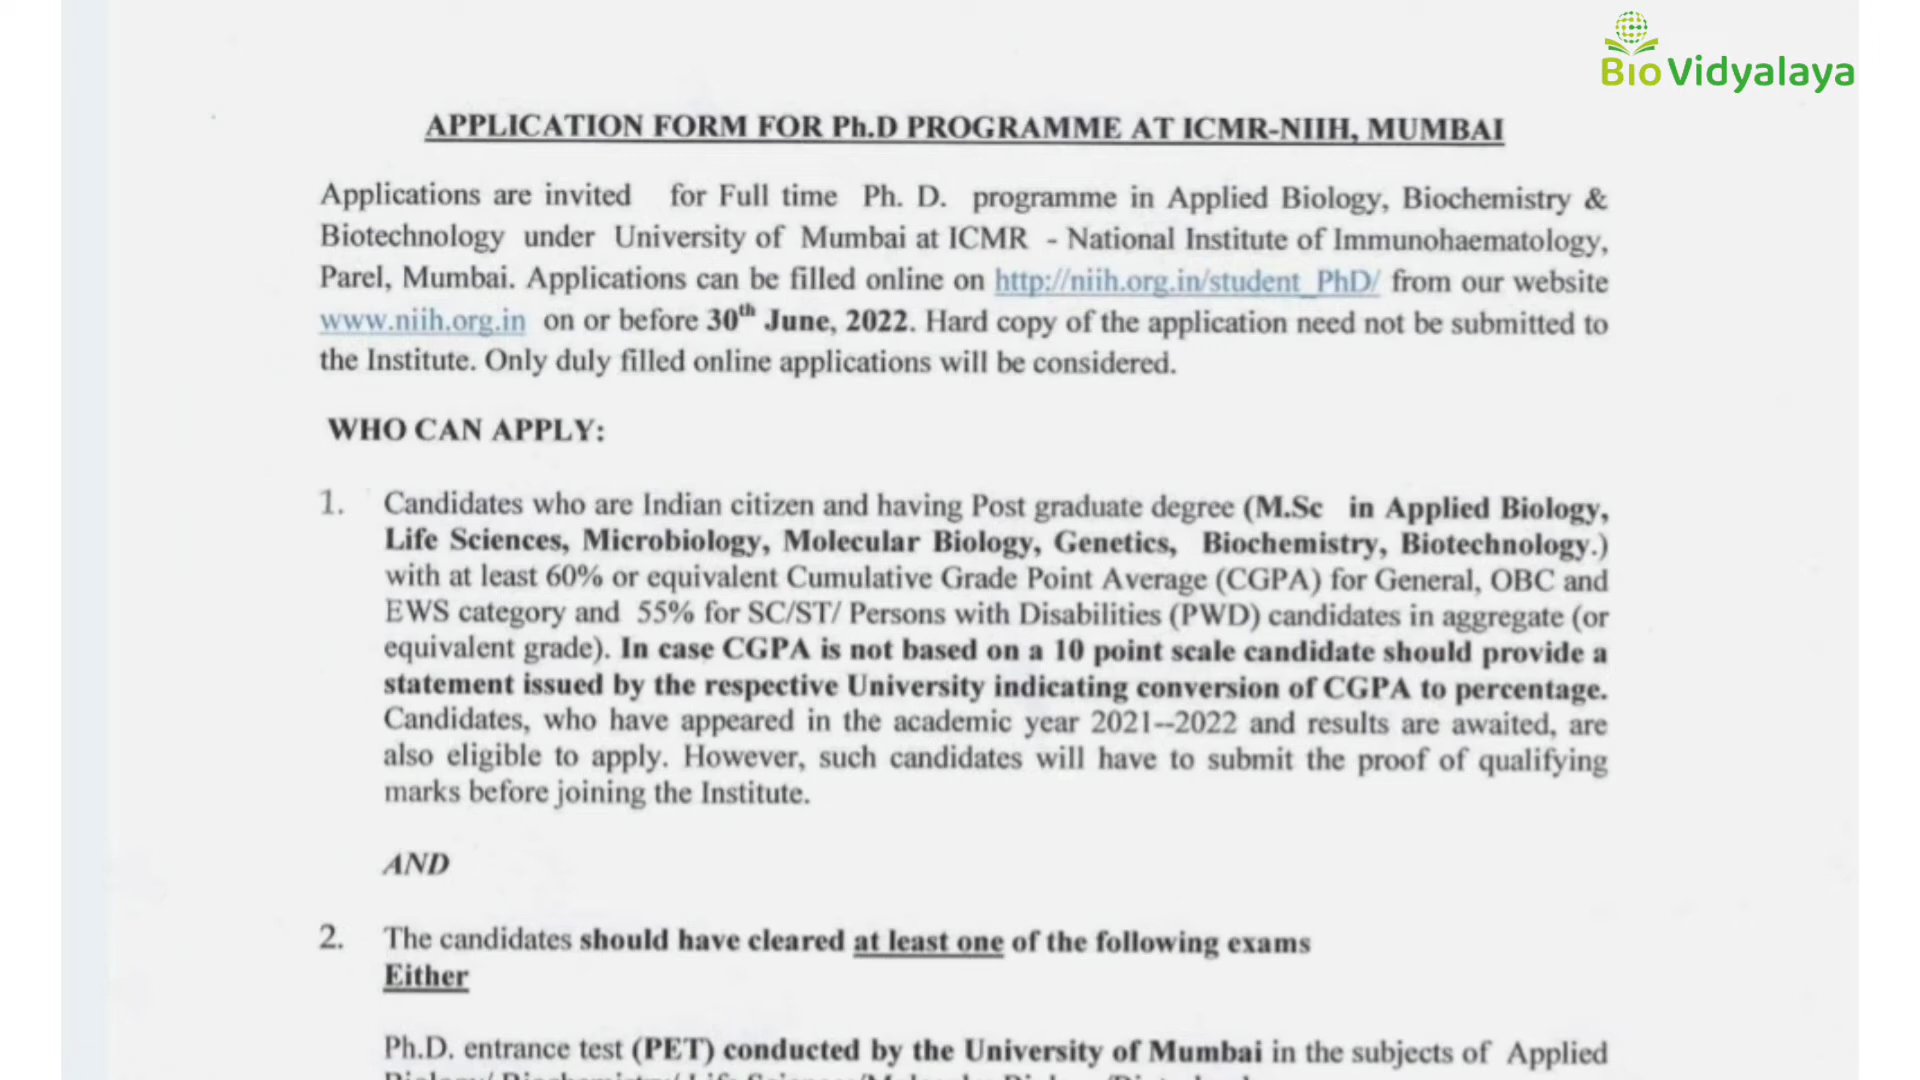 Bio Vidyalaya
APPLICATION FORM FOR Ph.D PROGRAMME AT ICMR-NIIH, MUMBAI
Applications are invited for Full time Ph. D. programme in Applied Biology, Biochemistry &
Biotechnology under University of Mumbai at ICMR - National Institute of Immunohaematology,
Parel, Mumbai. Applications can be filled online on http://niih.org.in/student_PhD/ from our website
www.niih.org.in on or before 30th June, 2022. Hard copy of the application need not be submitted to
the Institute. Only duly filled online applications will be considered.
WHO CAN APPLY:
1. Candidates who are Indian citizen and having Post graduate degree (M.Sc in Applied Biology,
Life Sciences, Microbiology, Molecular Biology, Genetics, Biochemistry, Biotechnology.)
with at least 60% or equivalent Cumulative Grade Point Average (CGPA) for General, OBC and
EWS category and 55% for SC/ST/ Persons with Disabilities (PWD) candidates in aggregate (or
equivalent grade). In case CGPA is not based on a 10 point scale candidate should provide a
statement issued by the respective University indicating conversion of CGPA to percentage.
Candidates, who have appeared in the academic year 2021--2022 and results are awaited, are
also eligible to apply. However, such candidates will have to submit the proof of qualifying
marks before joining the Institute.
AND
2. The candidates should have cleared at least one of the following exams
Either
Ph.D. entrance test (PET) conducted by the University of Mumbai in the subjects of Applied